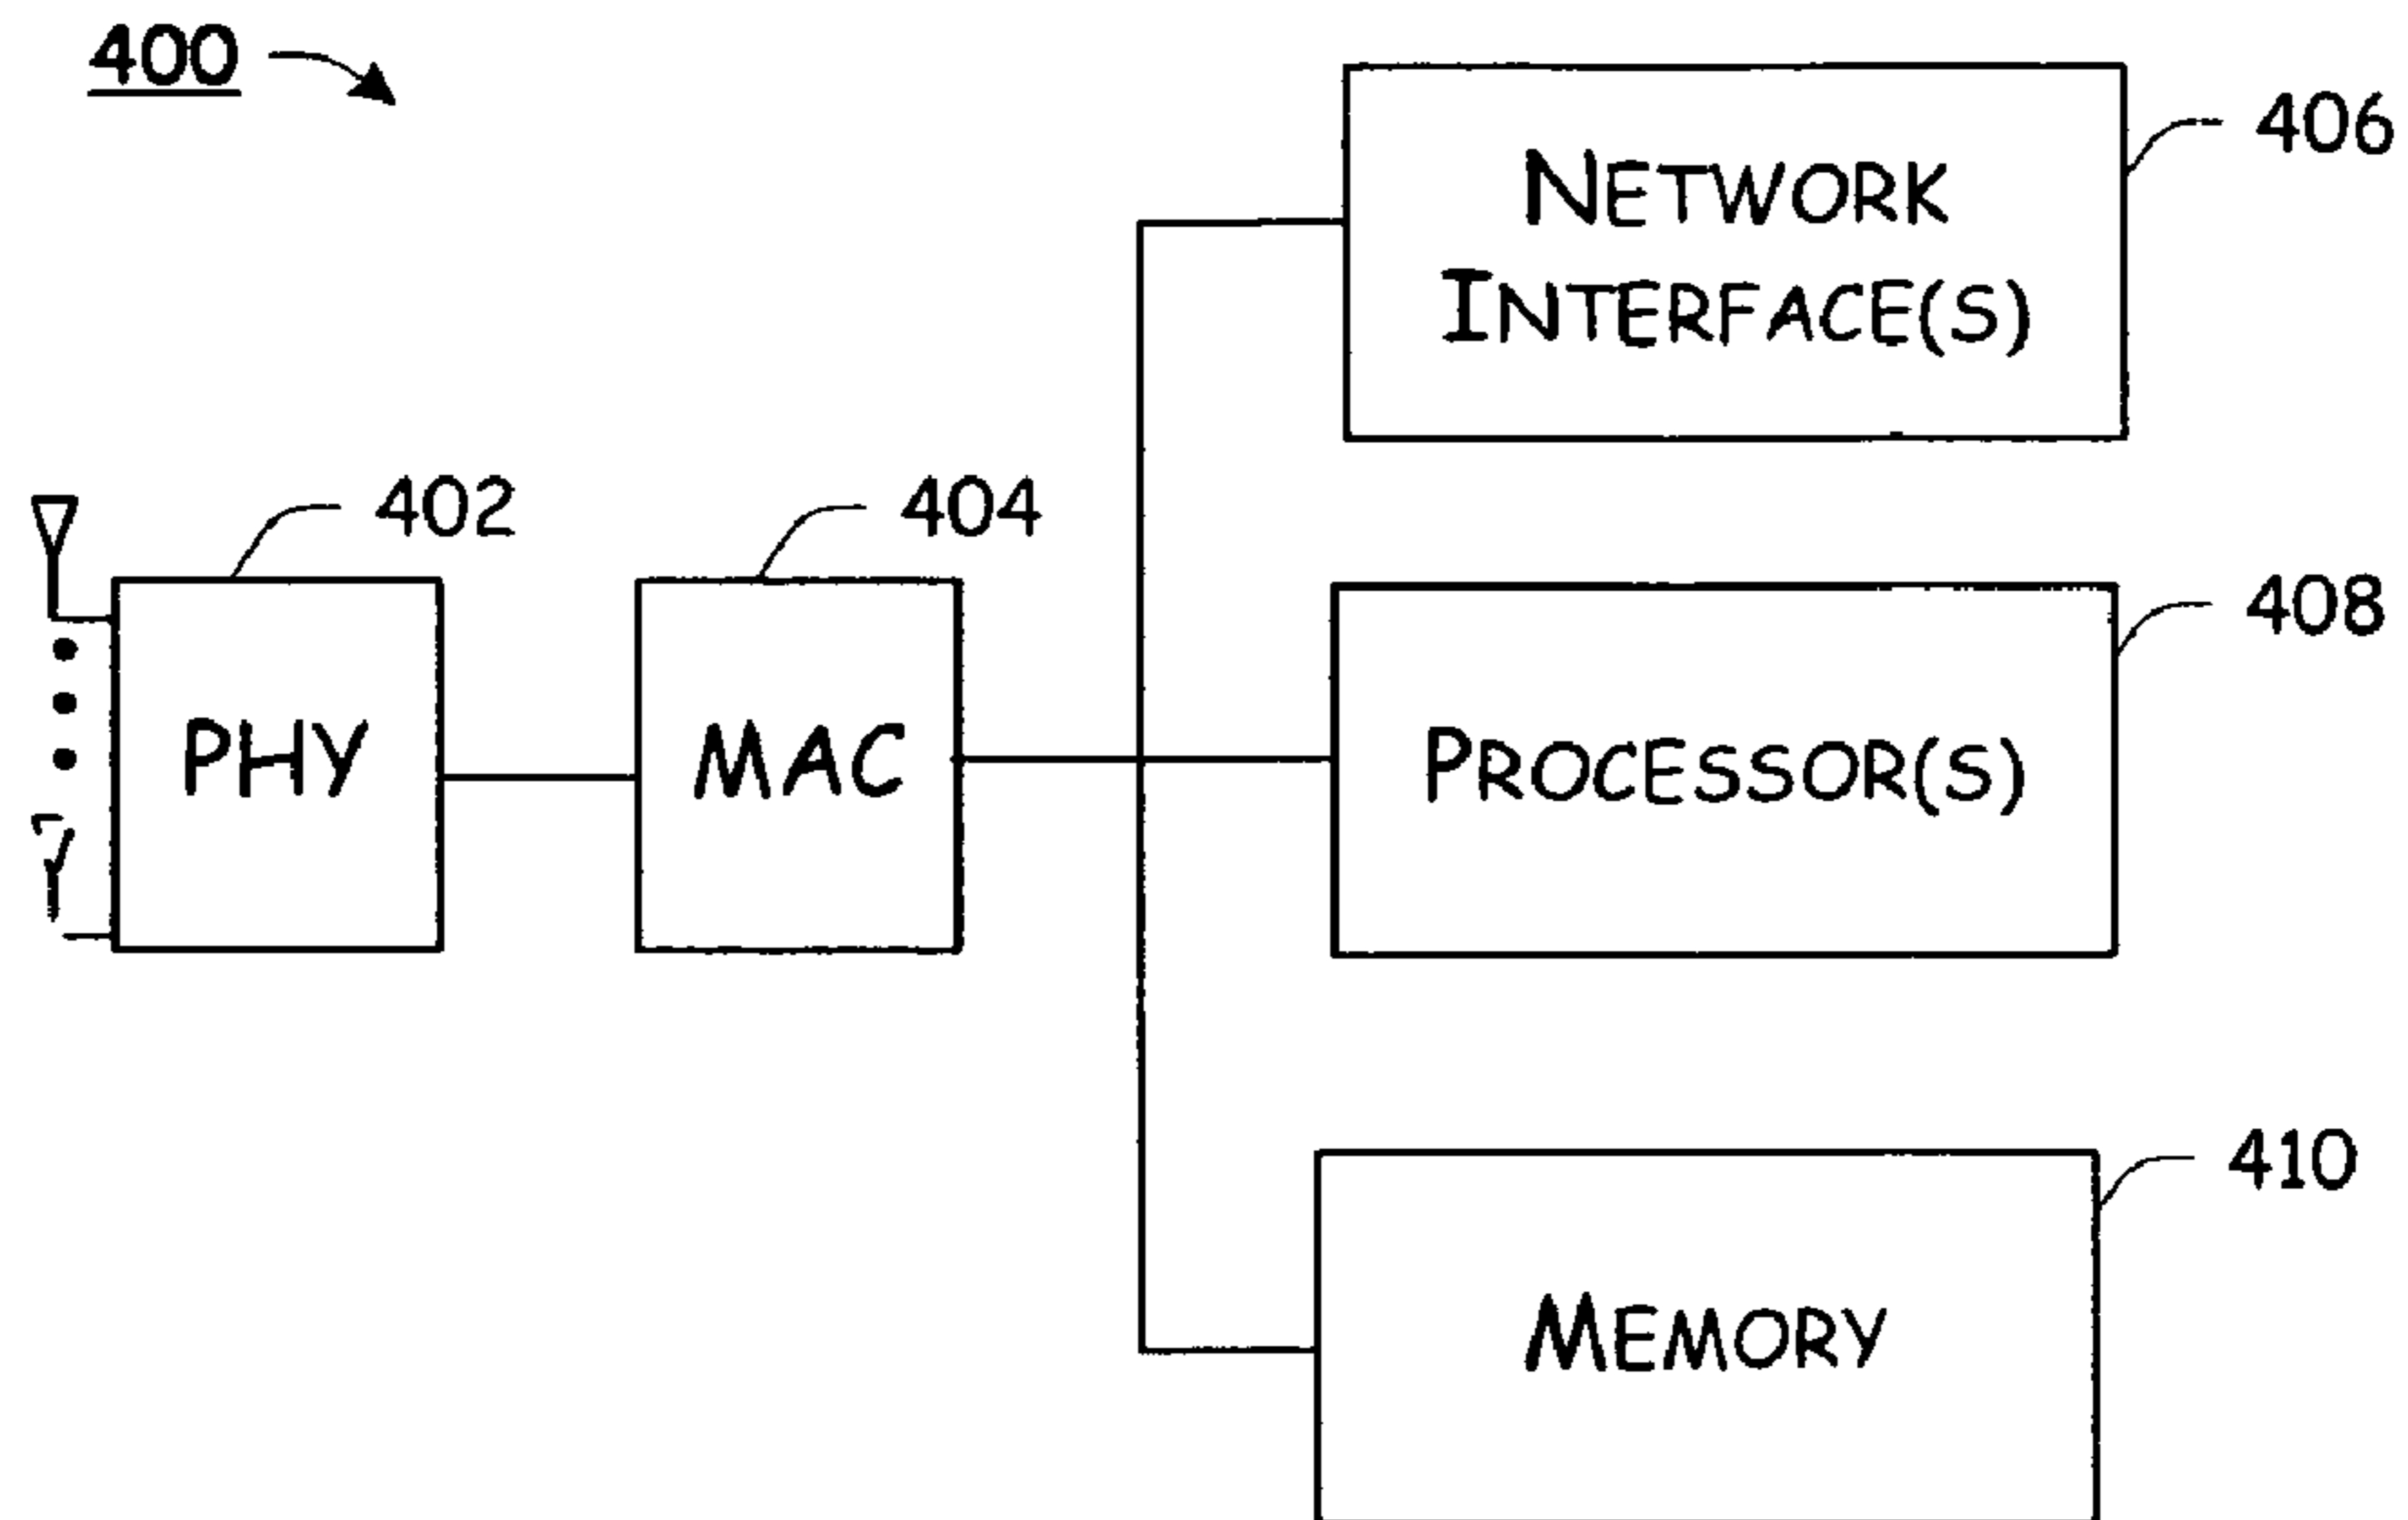 400
406
NETWORK
INTERFACE(S)
402
404
408
PHY
MAC
PROCESSOR(S)
410
MEMORY